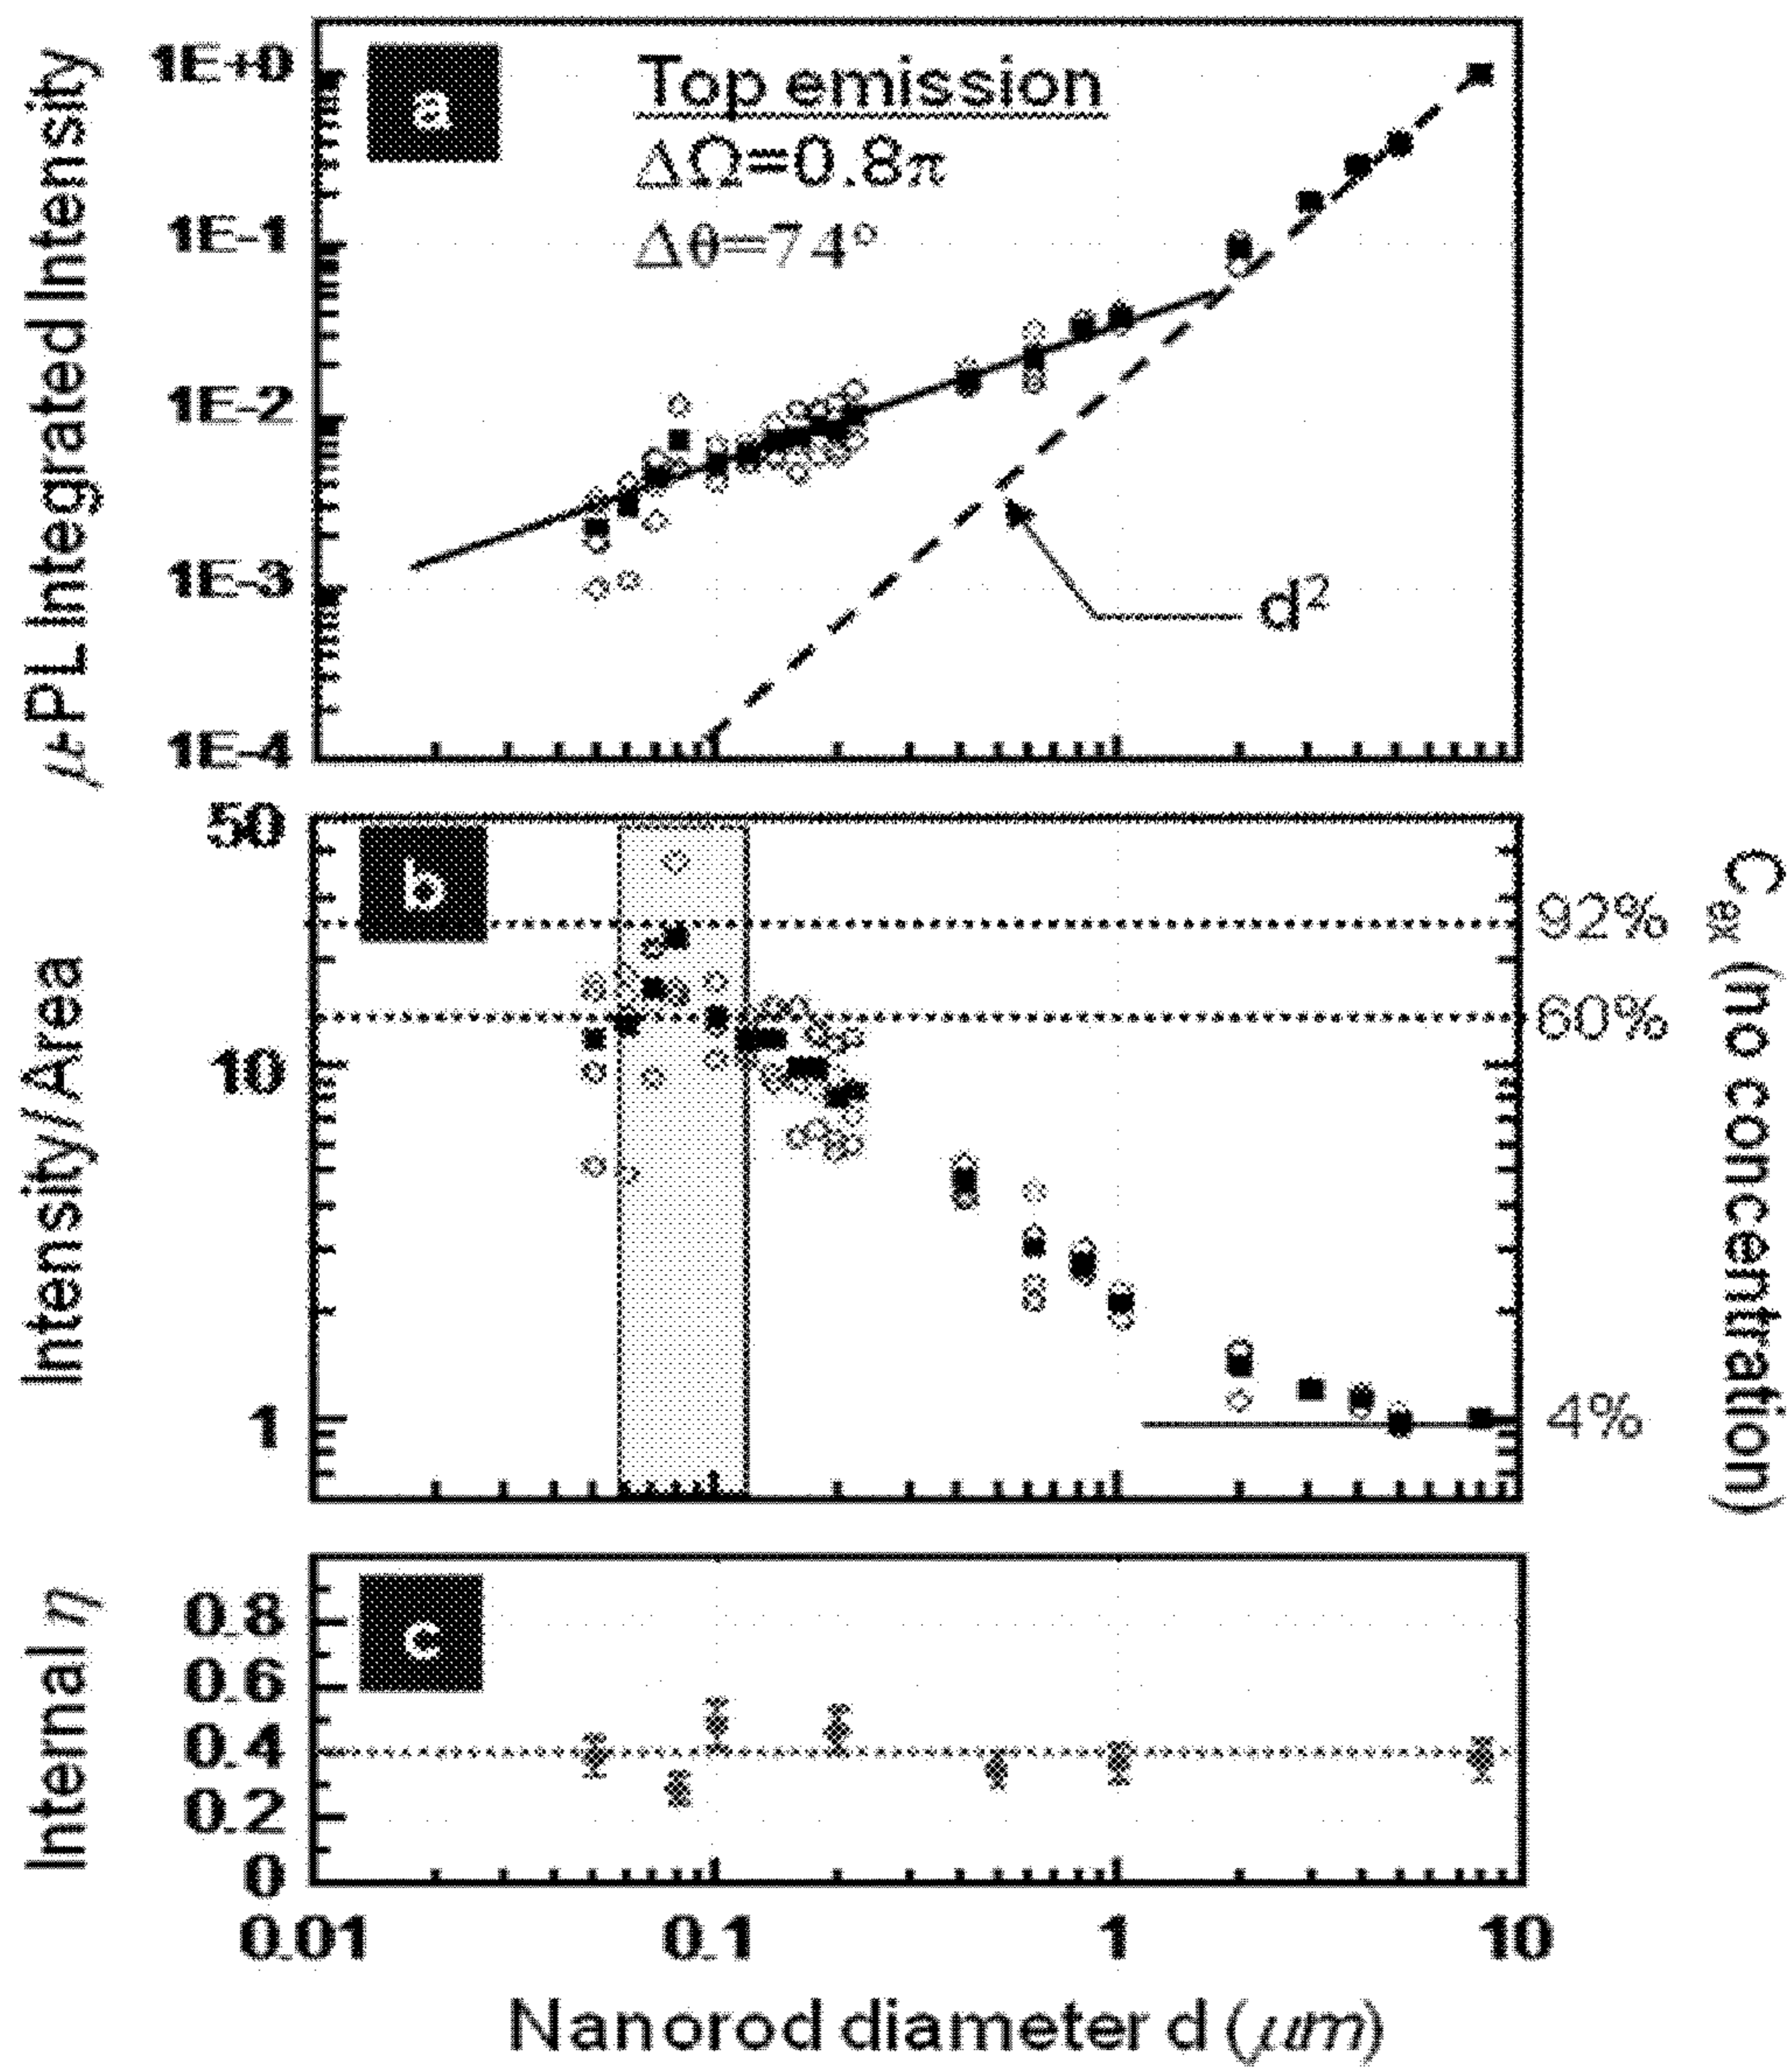 μ-PL Integrated Intensity
1E+0
1E-1
1E-2
1E-3
1E-4
a
Top emission
ΔΩ=0.8π
Δθ=74°
d²
Intensity/Area
50
10
1
b
92%
60%
4%
C_ex (no concentration)
Internal η
0.8
0.6
0.4
0.2
0
c
0.01 0.1 1 10
Nanorod diameter d (μm)